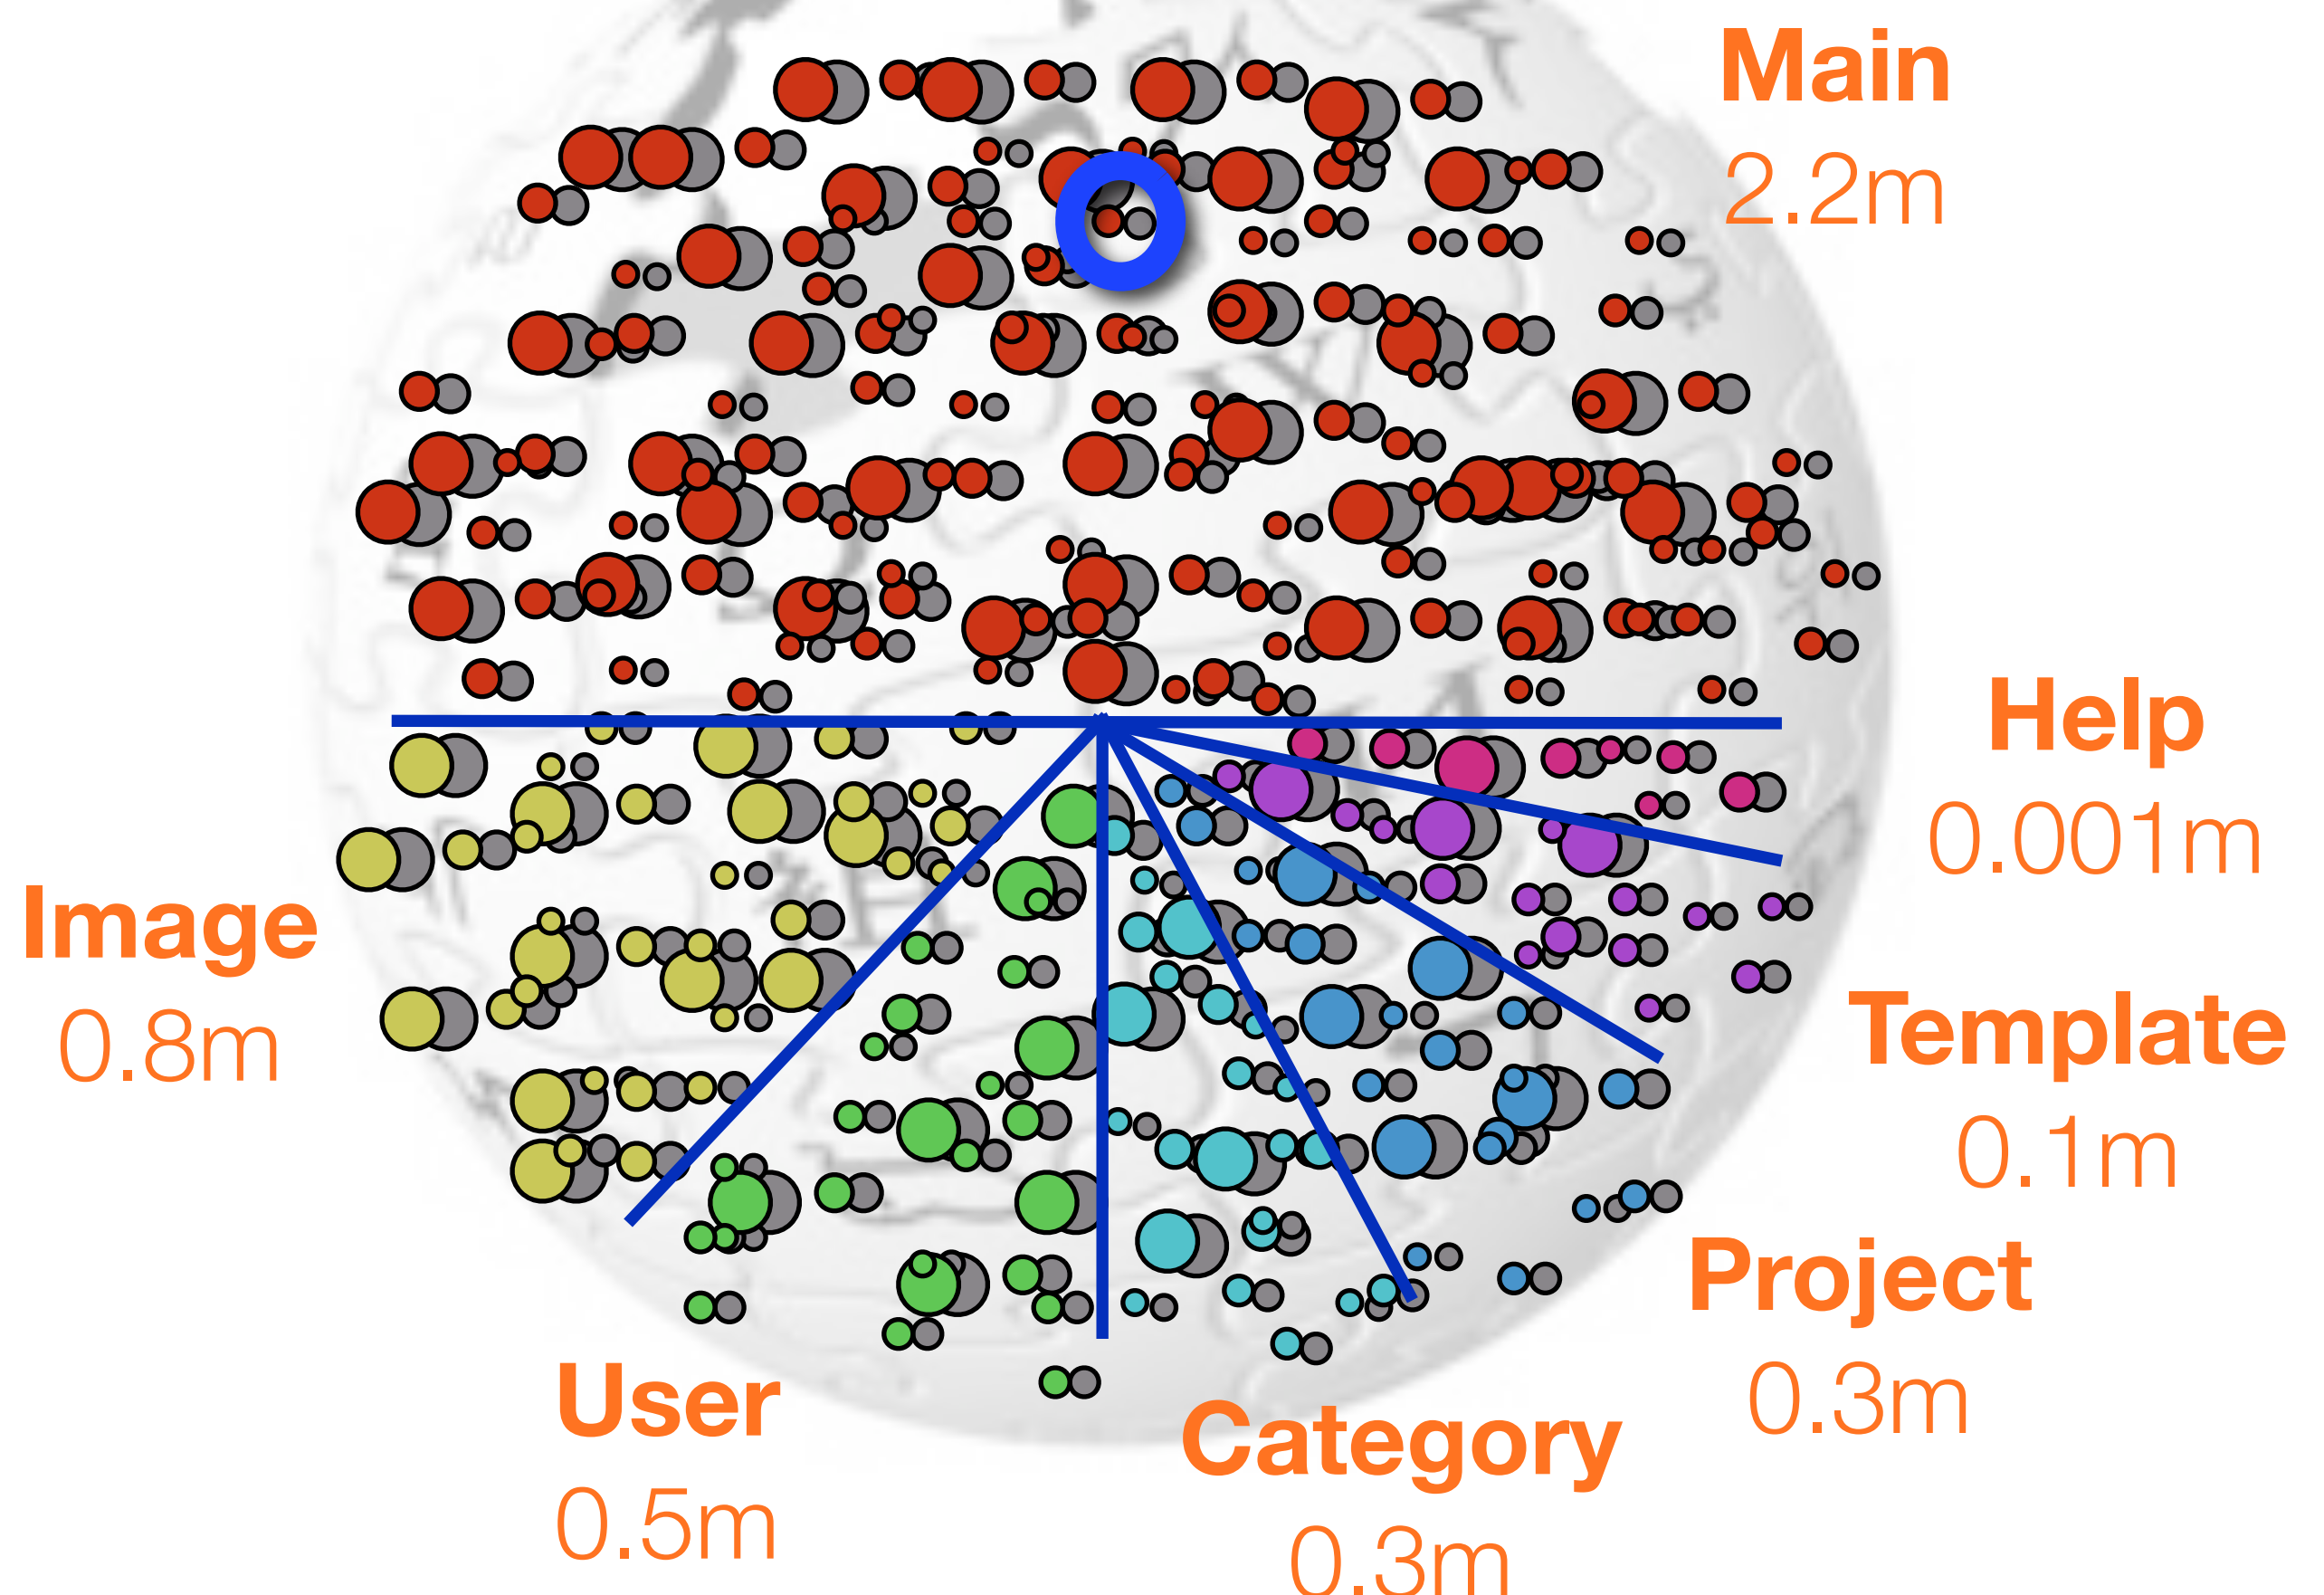 Main
2.2m
Help
0.001m
Image
0.8m
Template
0.1m
Project
0.3m
User
0.5m
Category
0.3m